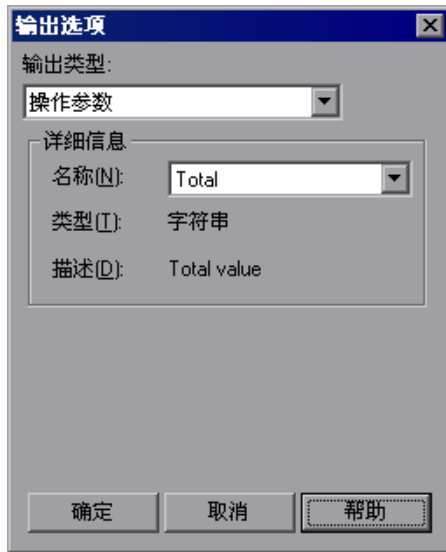 输出选项
输出类型:
操作参数
详细信息
名称(N): Total
类型(T): 字符串
描述(D): Total value
确定 取消 帮助